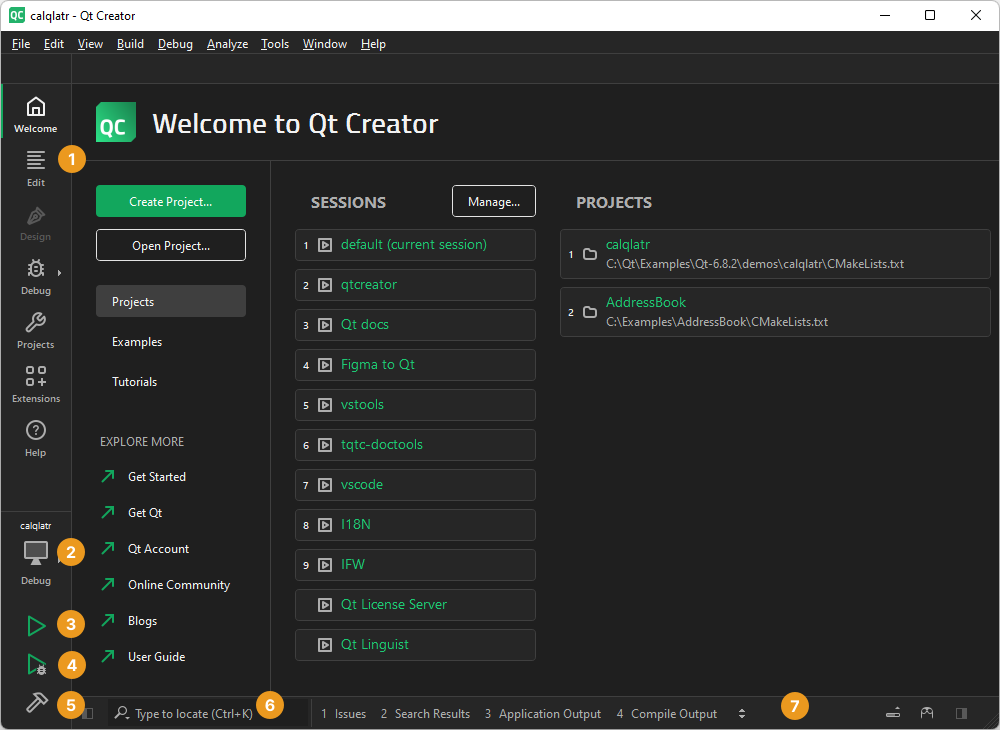 QC calqlatr - Qt Creator
File Edit View Build Debug Analyze Tools Window Help
Welcome
1
Edit
Design
Debug
Projects
Extensions
Help
calqlatr
2
Debug
3
4
5
QC Welcome to Qt Creator
Create Project...
Open Project...
Projects
Examples
Tutorials
EXPLORE MORE
Get Started
Get Qt
Qt Account
Online Community
Blogs
User Guide
SESSIONS Manage...
1 default (current session)
2 qtcreator
3 Qt docs
4 Figma to Qt
5 vstools
6 tqtc-doctools
7 vscode
8 I18N
9 IFW
Qt License Server
Qt Linguist
PROJECTS
1 calqlatr
C:\Qt\Examples\Qt-6.8.2\demos\calqlatr\CMakeLists.txt
2 AddressBook
C:\Examples\AddressBook\CMakeLists.txt
Type to locate (Ctrl+K) 6 1 Issues 2 Search Results 3 Application Output 4 Compile Output 7